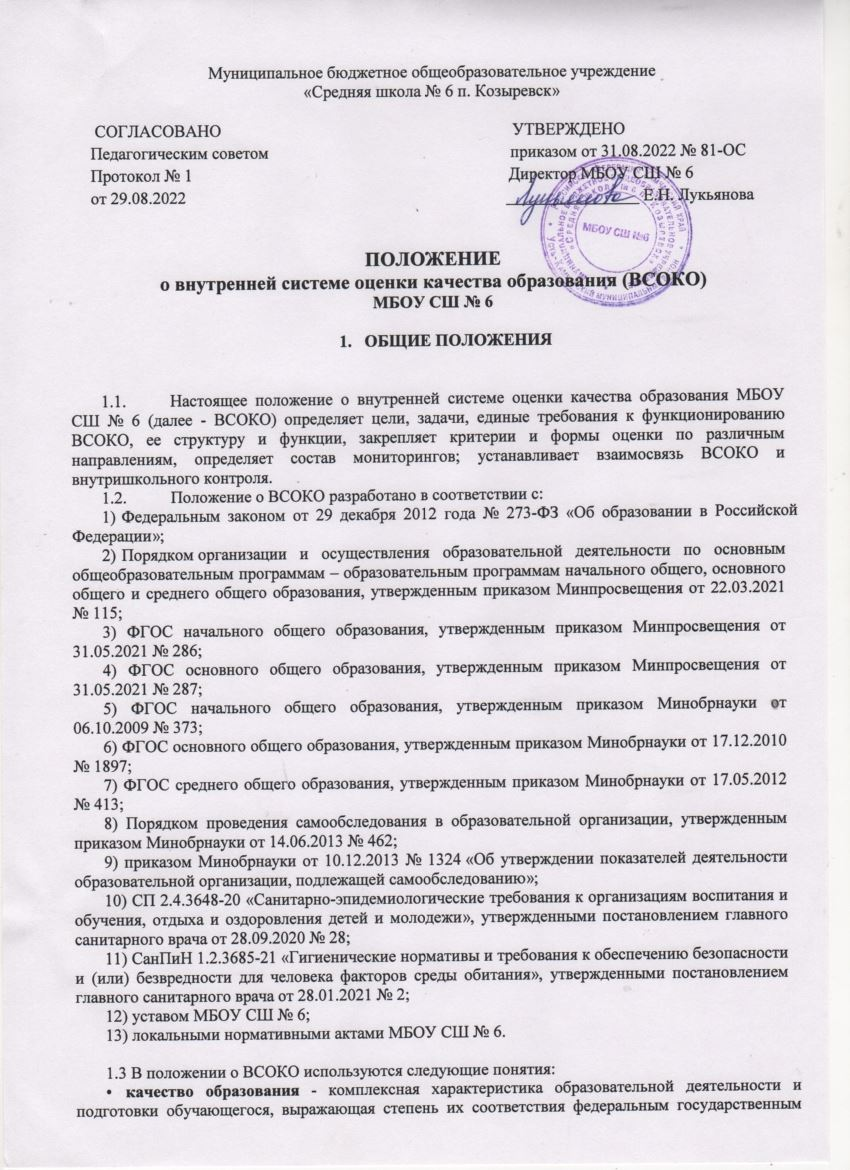 Муниципальное бюджетное общеобразовательное учреждение
«Средняя школа № 6 п. Козыревск»
СОГЛАСОВАНО
Педагогическим советом
Протокол № 1
от 29.08.2022
УТВЕРЖДЕНО
приказом от 31.08.2022 № 81-ОС
Директор МБОУ СШ № 6
Е.Н. Лукьянова
МБОУ СШ №6
ПОЛОЖЕНИЕ
о внутренней системе оценки качества образования (ВСОКО)
МБОУ СШ № 6
1. ОБЩИЕ ПОЛОЖЕНИЯ
1.1. Настоящее положение о внутренней системе оценки качества образования МБОУ
СШ № 6 (далее - ВСОКО) определяет цели, задачи, единые требования к функционированию
ВСОКО, ее структуру и функции, закрепляет критерии и формы оценки по различным
направлениям, определяет состав мониторингов; устанавливает взаимосвязь ВСОКО и
внутришкольного контроля.
1.2. Положение о ВСОКО разработано в соответствии с:
1) Федеральным законом от 29 декабря 2012 года № 273-ФЗ «Об образовании в Российской
Федерации»;
2) Порядком организации и осуществления образовательной деятельности по основным
общеобразовательным программам – образовательным программам начального общего, основного
общего и среднего общего образования, утвержденным приказом Минпросвещения от 22.03.2021
№ 115;
3) ФГОС начального общего образования, утвержденным приказом Минпросвещения от
31.05.2021 № 286;
4) ФГОС основного общего образования, утвержденным приказом Минпросвещения от
31.05.2021 № 287;
5) ФГОС начального общего образования, утвержденным приказом Минобрнауки от
06.10.2009 № 373;
6) ФГОС основного общего образования, утвержденным приказом Минобрнауки от 17.12.2010
№ 1897;
7) ФГОС среднего общего образования, утвержденным приказом Минобрнауки от 17.05.2012
№ 413;
8) Порядком проведения самообследования в образовательной организации, утвержденным
приказом Минобрнауки от 14.06.2013 № 462;
9) приказом Минобрнауки от 10.12.2013 № 1324 «Об утверждении показателей деятельности
образовательной организации, подлежащей самообследованию»;
10) СП 2.4.3648-20 «Санитарно-эпидемиологические требования к организациям воспитания и
обучения, отдыха и оздоровления детей и молодежи», утвержденными постановлением главного
санитарного врача от 28.09.2020 № 28;
11) СанПиН 1.2.3685-21 «Гигиенические нормативы и требования к обеспечению безопасности
и (или) безвредности для человека факторов среды обитания», утвержденными постановлением
главного санитарного врача от 28.01.2021 № 2;
12) уставом МБОУ СШ № 6;
13) локальными нормативными актами МБОУ СШ № 6.
1.3 В положении о ВСОКО используются следующие понятия:
• качество образования - комплексная характеристика образовательной деятельности и
подготовки обучающегося, выражающая степень их соответствия федеральным государственным